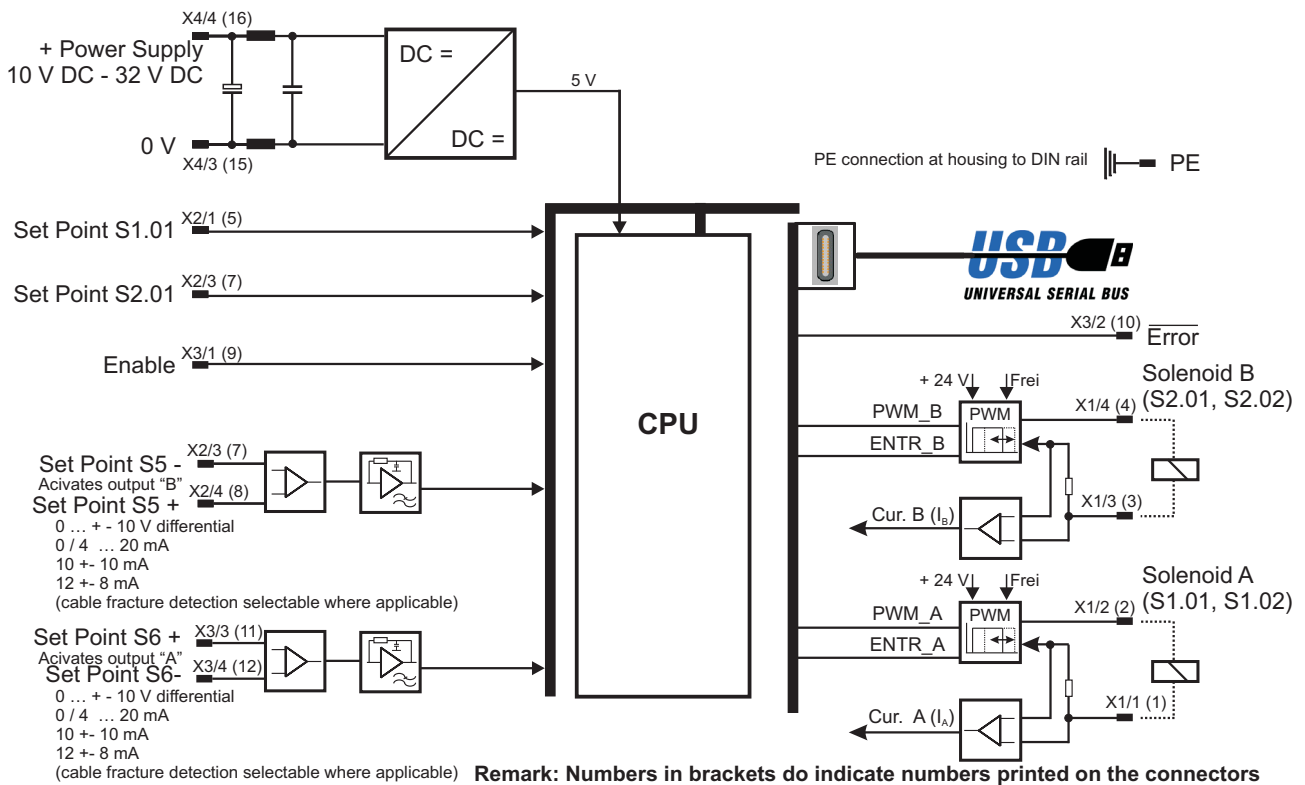 X4/4 (16)
+ Power Supply
10 V DC - 32 V DC
0 V
X4/3 (15)
DC =
DC =
5 V
PE connection at housing to DIN rail
PE
Set Point S1.01
X2/1 (5)
Set Point S2.01
X2/3 (7)
Enable
X3/1 (9)
CPU
USB
UNIVERSAL SERIAL BUS
X3/2 (10)
Error
Set Point S5 -
X2/3 (7)
Acivates output “B”
Set Point S5 +
X2/4 (8)
0 ... + - 10 V differential
0 / 4 ... 20 mA
10 +- 10 mA
12 +- 8 mA
(cable fracture detection selectable where applicable)
Set Point S6 +
X3/3 (11)
Acivates output “A”
Set Point S6-
X3/4 (12)
0 ... + - 10 V differential
0 / 4 ... 20 mA
10 +- 10 mA
12 +- 8 mA
(cable fracture detection selectable where applicable)
+ 24 V
Frei
PWM_B
ENTR_B
PWM
X1/4 (4)
Solenoid B
(S2.01, S2.02)
X1/3 (3)
Cur. B (I_B)
+ 24 V
Frei
PWM_A
ENTR_A
PWM
X1/2 (2)
Solenoid A
(S1.01, S1.02)
X1/1 (1)
Cur. A (I_A)
Remark: Numbers in brackets do indicate numbers printed on the connectors